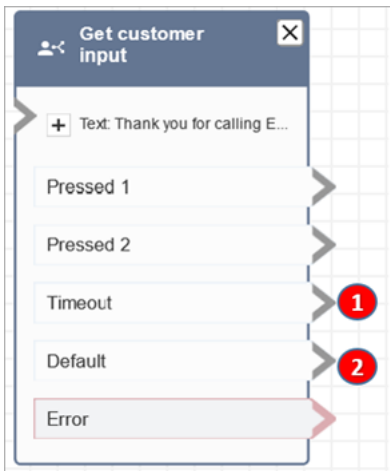 Get customer
input
Text: Thank you for calling E...
Pressed 1
Pressed 2
Timeout
1
Default
2
Error